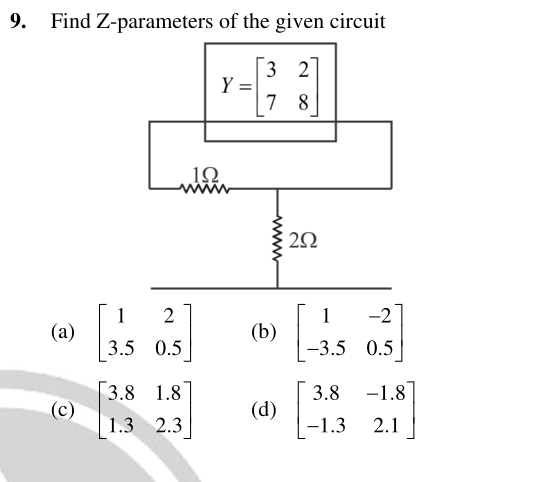 9. Find Z-parameters of the given circuit
Y = [3 2
7 8]
1Ω
2Ω
(a) [1 2
3.5 0.5]
(b) [1 −2
−3.5 0.5]
(c) [3.8 1.8
1.3 2.3]
(d) [3.8 −1.8
−1.3 2.1]